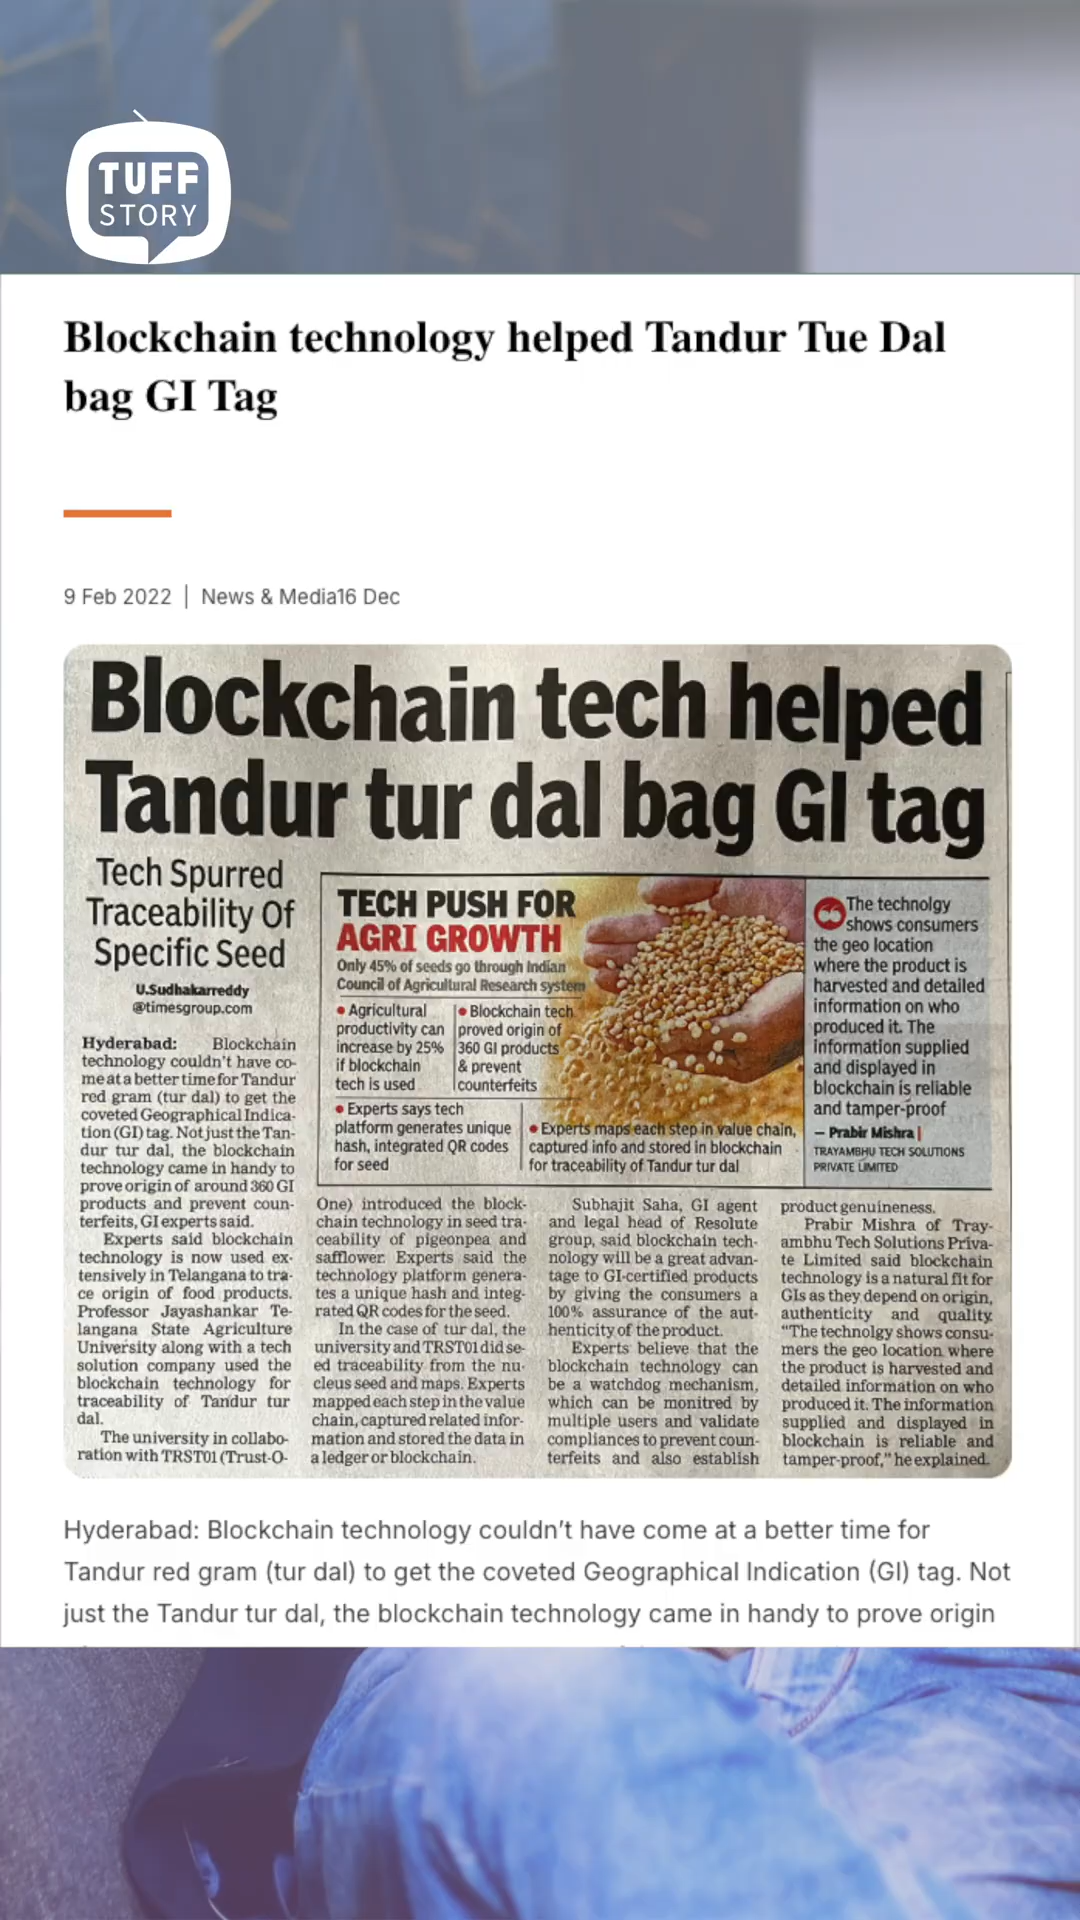 TUFF
STORY
Blockchain technology helped Tandur Tue Dal
bag GI Tag
9 Feb 2022 | News & Media16 Dec
Blockchain tech helped
Tandur tur dal bag GI tag
Tech Spurred
Traceability Of
Specific Seed
U.Sudhakarreddy
@timesgroup.com
Hyderabad: Blockchain
technology couldn't have co-
me at a better time for Tandur
red gram (tur dal) to get the
coveted Geographical Indica-
tion (GI) tag. Not just the Tan-
dur tur dal, the blockchain
technology came in handy to
prove origin of around 360 GI
products and prevent coun-
terfeits, GI experts said.
Experts said blockchain
technology is now used ex-
tensively in Telangana to tra-
ce origin of food products.
Professor Jayashankar Te-
langana State Agriculture
University along with a tech
solution company used the
blockchain technology for
traceability of Tandur tur
dal.
The university in collabo-
ration with TRST01 (Trust-O-
TECH PUSH FOR
AGRI GROWTH
Only 45% of seeds go through Indian
Council of Agricultural Research system
• Agricultural
productivity can
increase by 25%
if blockchain
tech is used
• Blockchain tech
proved origin of
360 GI products
& prevent
counterfeits
• Experts says tech
platform generates unique
hash, integrated QR codes
for seed
• Experts maps each step in value chain,
captured info and stored in blockchain
for traceability of Tandur tur dal
The technolgy
shows consumers
the geo location
where the product is
harvested and detailed
information on who
produced it. The
information supplied
and displayed in
blockchain is reliable
and tamper-proof
— Prabir Mishra |
TRAYAMBHU TECH SOLUTIONS
PRIVATE LIMITED
One) introduced the block-
chain technology in seed tra-
ceability of pigeonpea and
safflower. Experts said the
technology platform genera-
tes a unique hash and integ-
rated QR codes for the seed.
In the case of tur dal, the
university and TRST01 did se-
ed traceability from the nu-
cleus seed and maps. Experts
mapped each step in the value
chain, captured related infor-
mation and stored the data in
a ledger or blockchain.
Subhajit Saha, GI agent
and legal head of Resolute
group, said blockchain tech-
nology will be a great advan-
tage to GI-certified products
by giving the consumers a
100% assurance of the aut-
henticity of the product.
Experts believe that the
blockchain technology can
be a watchdog mechanism,
which can be monitred by
multiple users and validate
compliances to prevent coun-
terfeits and also establish
product genuineness.
Prabir Mishra of Tray-
ambhu Tech Solutions Priva-
te Limited said blockchain
technology is a natural fit for
GIs as they depend on origin,
authenticity and quality.
"The technolgy shows consu-
mers the geo location where
the product is harvested and
detailed information on who
produced it. The information
supplied and displayed in
blockchain is reliable and
tamper-proof," he explained.
Hyderabad: Blockchain technology couldn't have come at a better time for
Tandur red gram (tur dal) to get the coveted Geographical Indication (GI) tag. Not
just the Tandur tur dal, the blockchain technology came in handy to prove origin